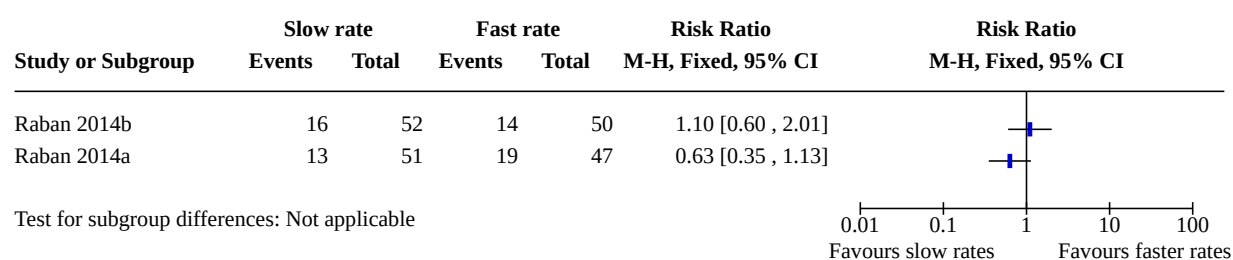 Slow rate Fast rate Risk Ratio Risk Ratio
Study or Subgroup Events Total Events Total M-H, Fixed, 95% CI M-H, Fixed, 95% CI
Raban 2014b 16 52 14 50 1.10 [0.60 , 2.01]
Raban 2014a 13 51 19 47 0.63 [0.35 , 1.13]
Test for subgroup differences: Not applicable
0.01 0.1 1 10 100
Favours slow rates Favours faster rates